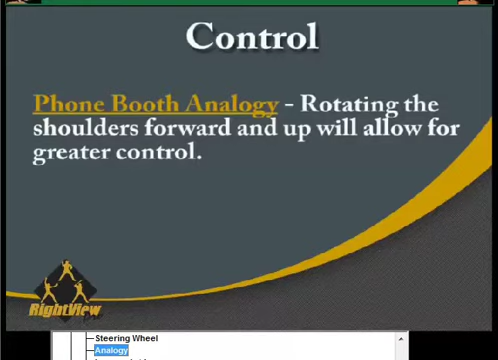 Control
Phone Booth Analogy - Rotating the
shoulders forward and up will allow for
greater control.
RightView
Steering Wheel
Analogy